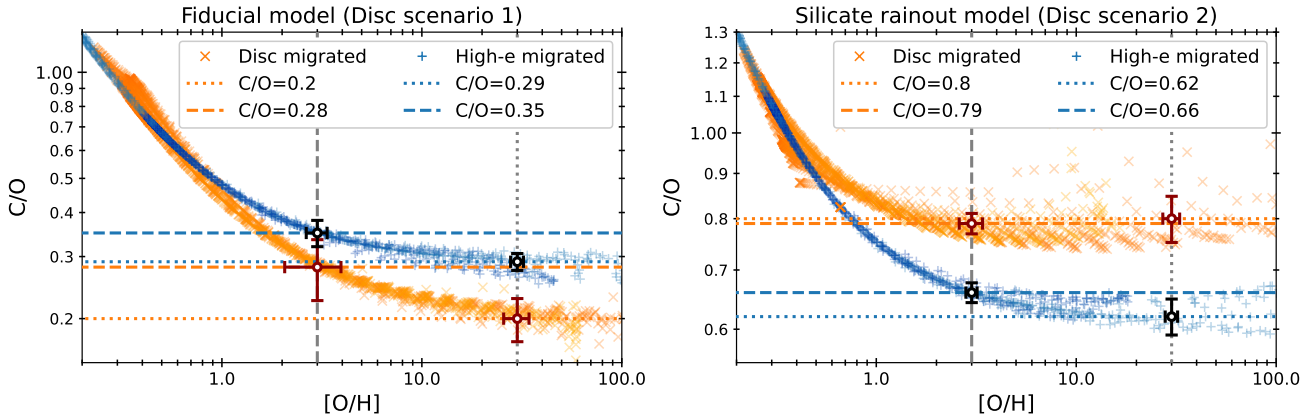 Fiducial model (Disc scenario 1)
Disc migrated
High-e migrated
C/O=0.2
C/O=0.29
C/O=0.28
C/O=0.35
1.00
0.9
0.8
0.7
0.6
0.5
0.4
0.3
0.2
C/O
1.0
10.0
100.0
[O/H]
Silicate rainout model (Disc scenario 2)
Disc migrated
High-e migrated
C/O=0.8
C/O=0.62
C/O=0.79
C/O=0.66
1.3
1.2
1.1
1.00
0.9
0.8
0.7
0.6
C/O
1.0
10.0
100.0
[O/H]